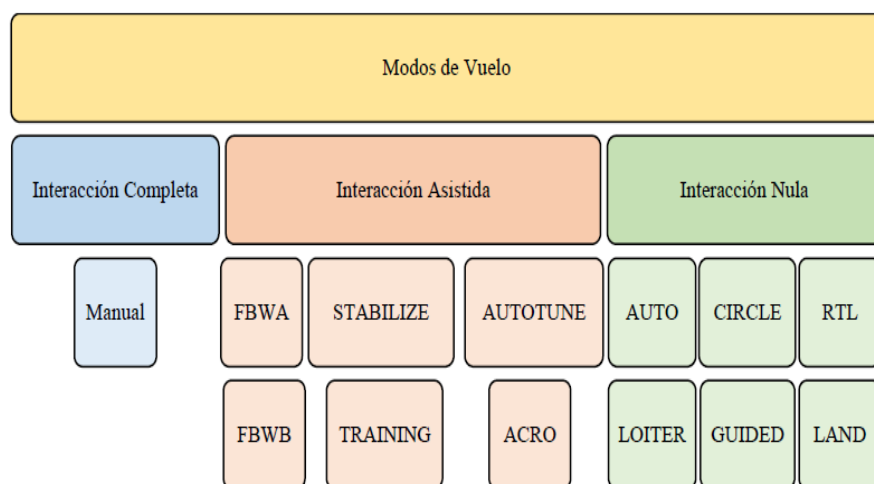 Modos de Vuelo
Interacción Completa
Interacción Asistida
Interacción Nula
Manual
FBWA
STABILIZE
AUTOTUNE
AUTO
CIRCLE
RTL
FBWB
TRAINING
ACRO
LOITER
GUIDED
LAND